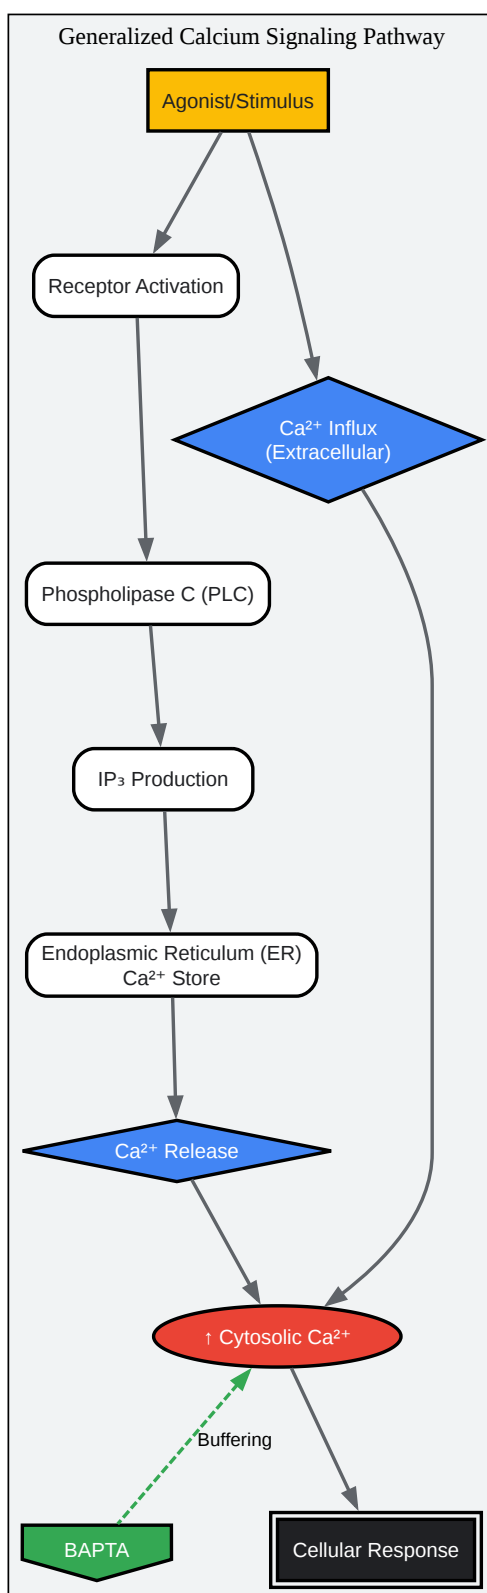 Generalized Calcium Signaling Pathway
Agonist/Stimulus
Receptor Activation
Ca²⁺ Influx
(Extracellular)
Phospholipase C (PLC)
IP₃ Production
Endoplasmic Reticulum (ER)
Ca²⁺ Store
Ca²⁺ Release
↑ Cytosolic Ca²⁺
Buffering
BAPTA
Cellular Response